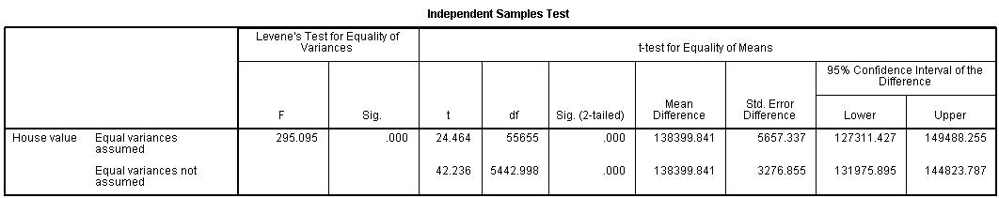 Independent Samples Test
Levene's Test for Equality of
Variances
t-test for Equality of Means
F
Sig.
t
df
Sig. (2-tailed)
Mean
Difference
Std. Error
Difference
95% Confidence Interval of the
Difference
Lower
Upper
House value
Equal variances
assumed
295.095
.000
24.464
55655
.000
138399.841
5657.337
127311.427
149488.255
Equal variances not
assumed
42.236
5442.998
.000
138399.841
3276.855
131975.895
144823.787